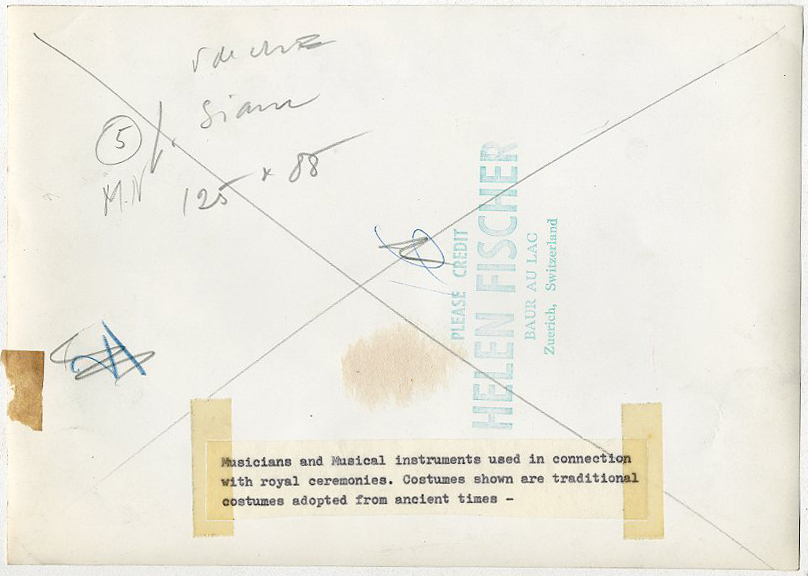 Siam
5
M.N
125 x 88
PLEASE CREDIT
HELEN FISCHER
BAUR AU LAC
Zuerich, Switzerland
Musicians and Musical instruments used in connection
with royal ceremonies. Costumes shown are traditional
costumes adopted from ancient times -